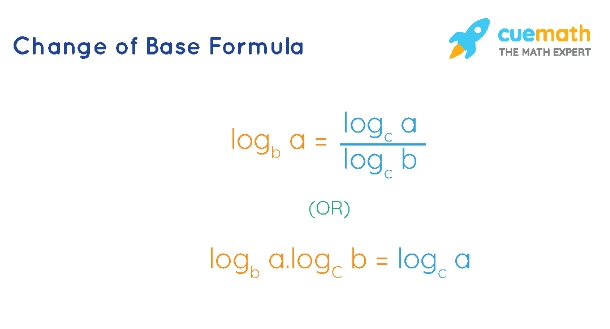 Change of Base Formula
cuemath
THE MATH EXPERT
log_b a = \frac{log_c a}{log_c b}
(OR)
log_b a.log_C b = log_c a